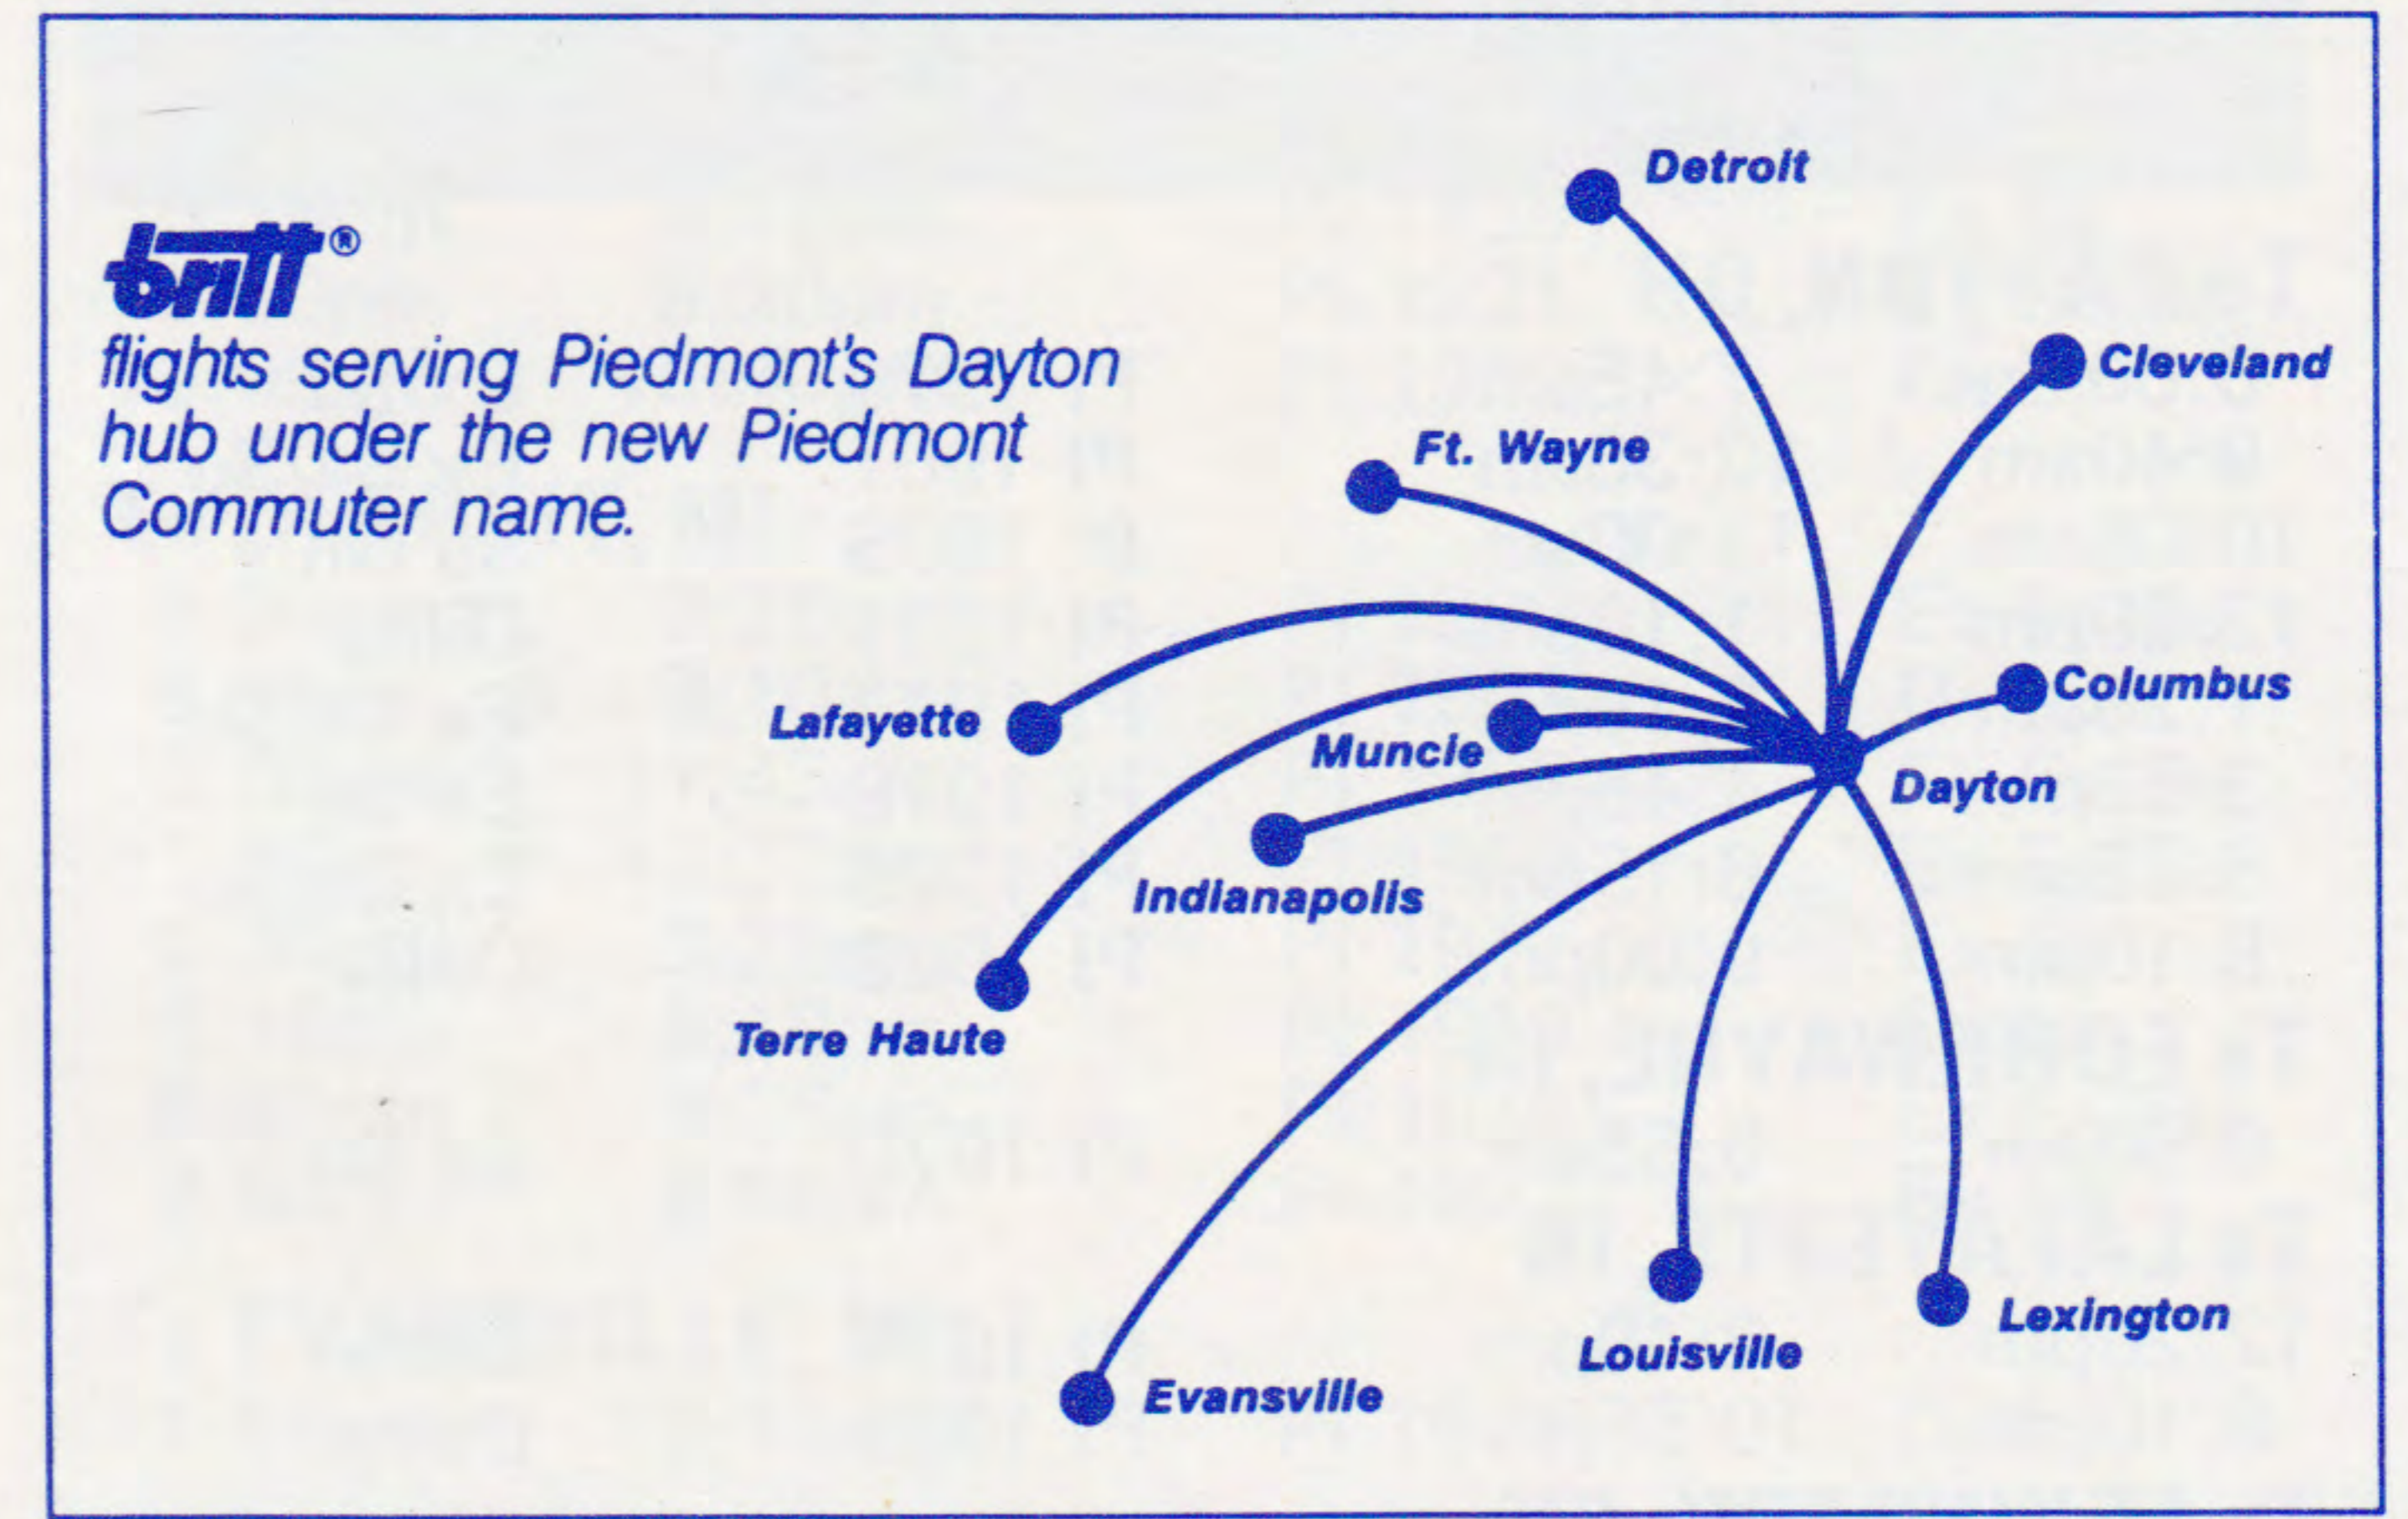 britt®
flights serving Piedmont's Dayton
hub under the new Piedmont
Commuter name.
Detroit
Cleveland
Ft. Wayne
Columbus
Lafayette
Muncie
Dayton
Indianapolis
Terre Haute
Lexington
Louisville
Evansville